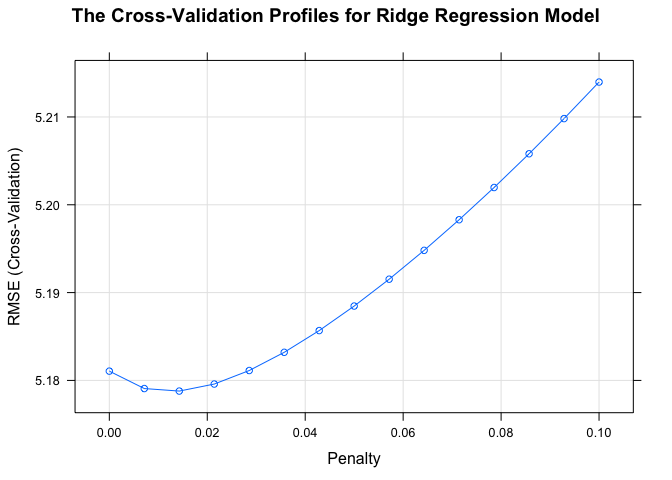 The Cross-Validation Profiles for Ridge Regression Model
5.21
5.20
5.19
5.18
RMSE (Cross-Validation)
0.00 0.02 0.04 0.06 0.08 0.10
Penalty